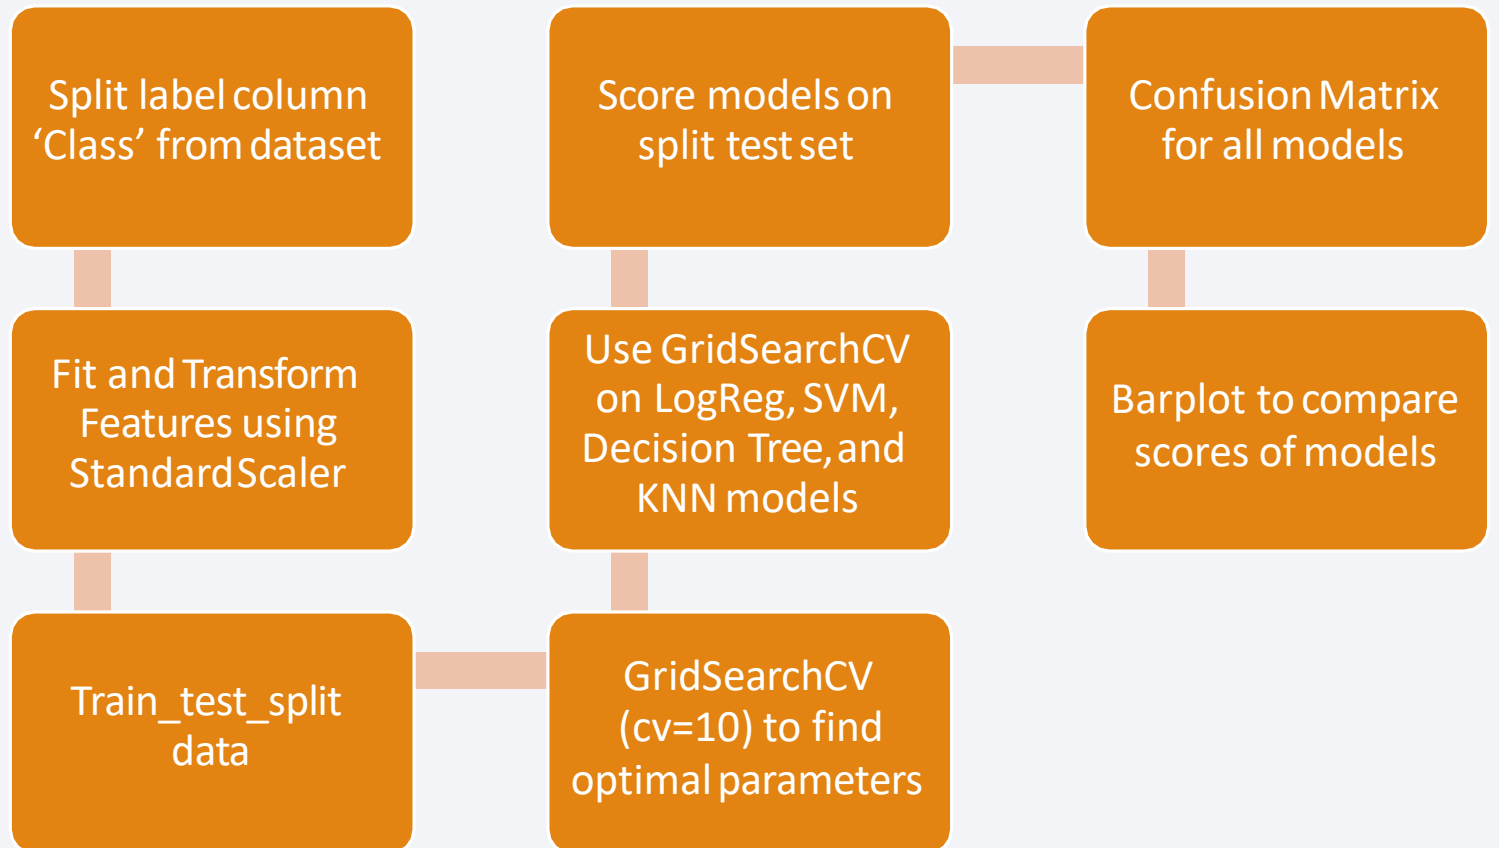 Split label column
‘Class’ from dataset
Fit and Transform
Features using
Standard Scaler
Train_test_split
data
GridSearchCV
(cv=10) to find
optimal parameters
Use GridSearchCV
on LogReg, SVM,
Decision Tree, and
KNN models
Score models on
split test set
Confusion Matrix
for all models
Barplot to compare
scores of models